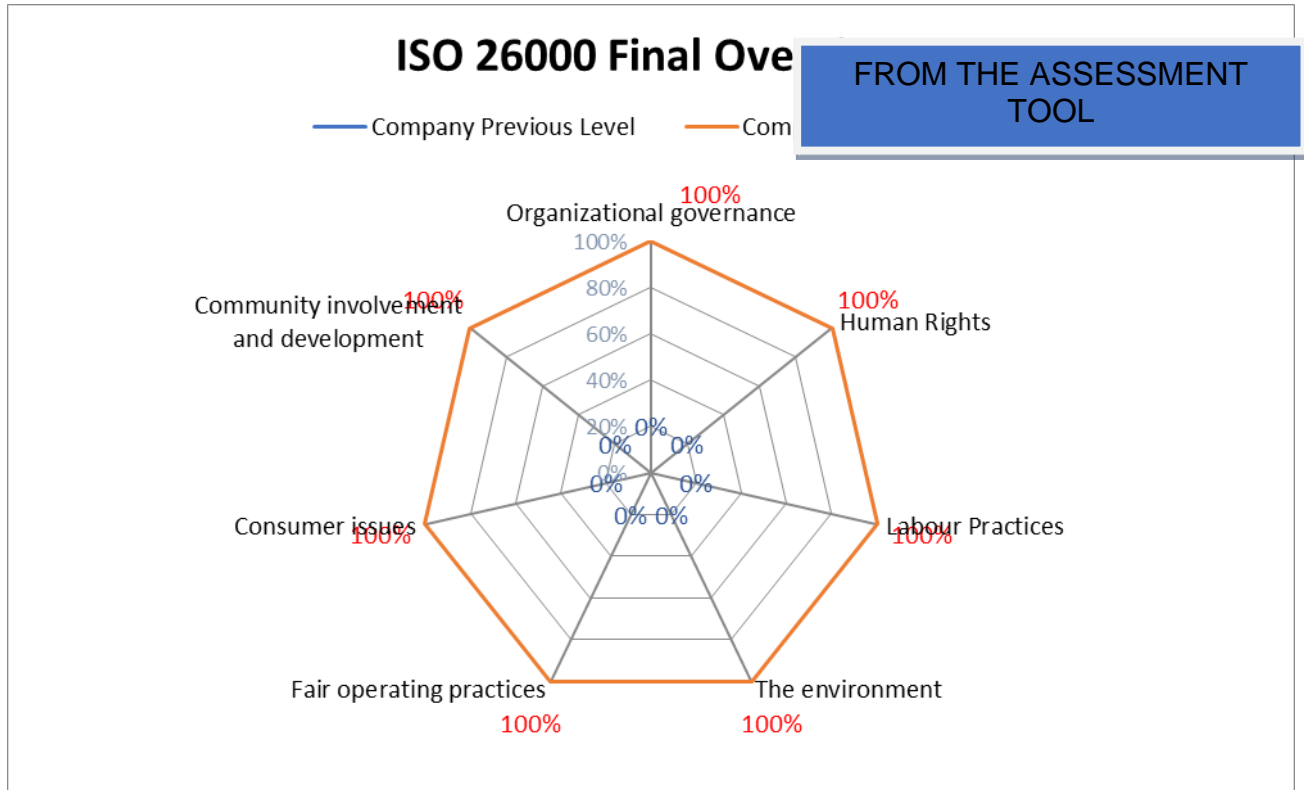 ISO 26000 Final
FROM THE ASSESSMENT
TOOL
Company Previous Level
100%
Organizational governance
100%
80%
60%
40%
20%
0%
100%
Human Rights
100%
Community involvement
and development
0%
0%
0%
0%
0%
0%
0%
Consumer issues
100%
Labour Practices
100%
Fair operating practices
100%
The environment
100%